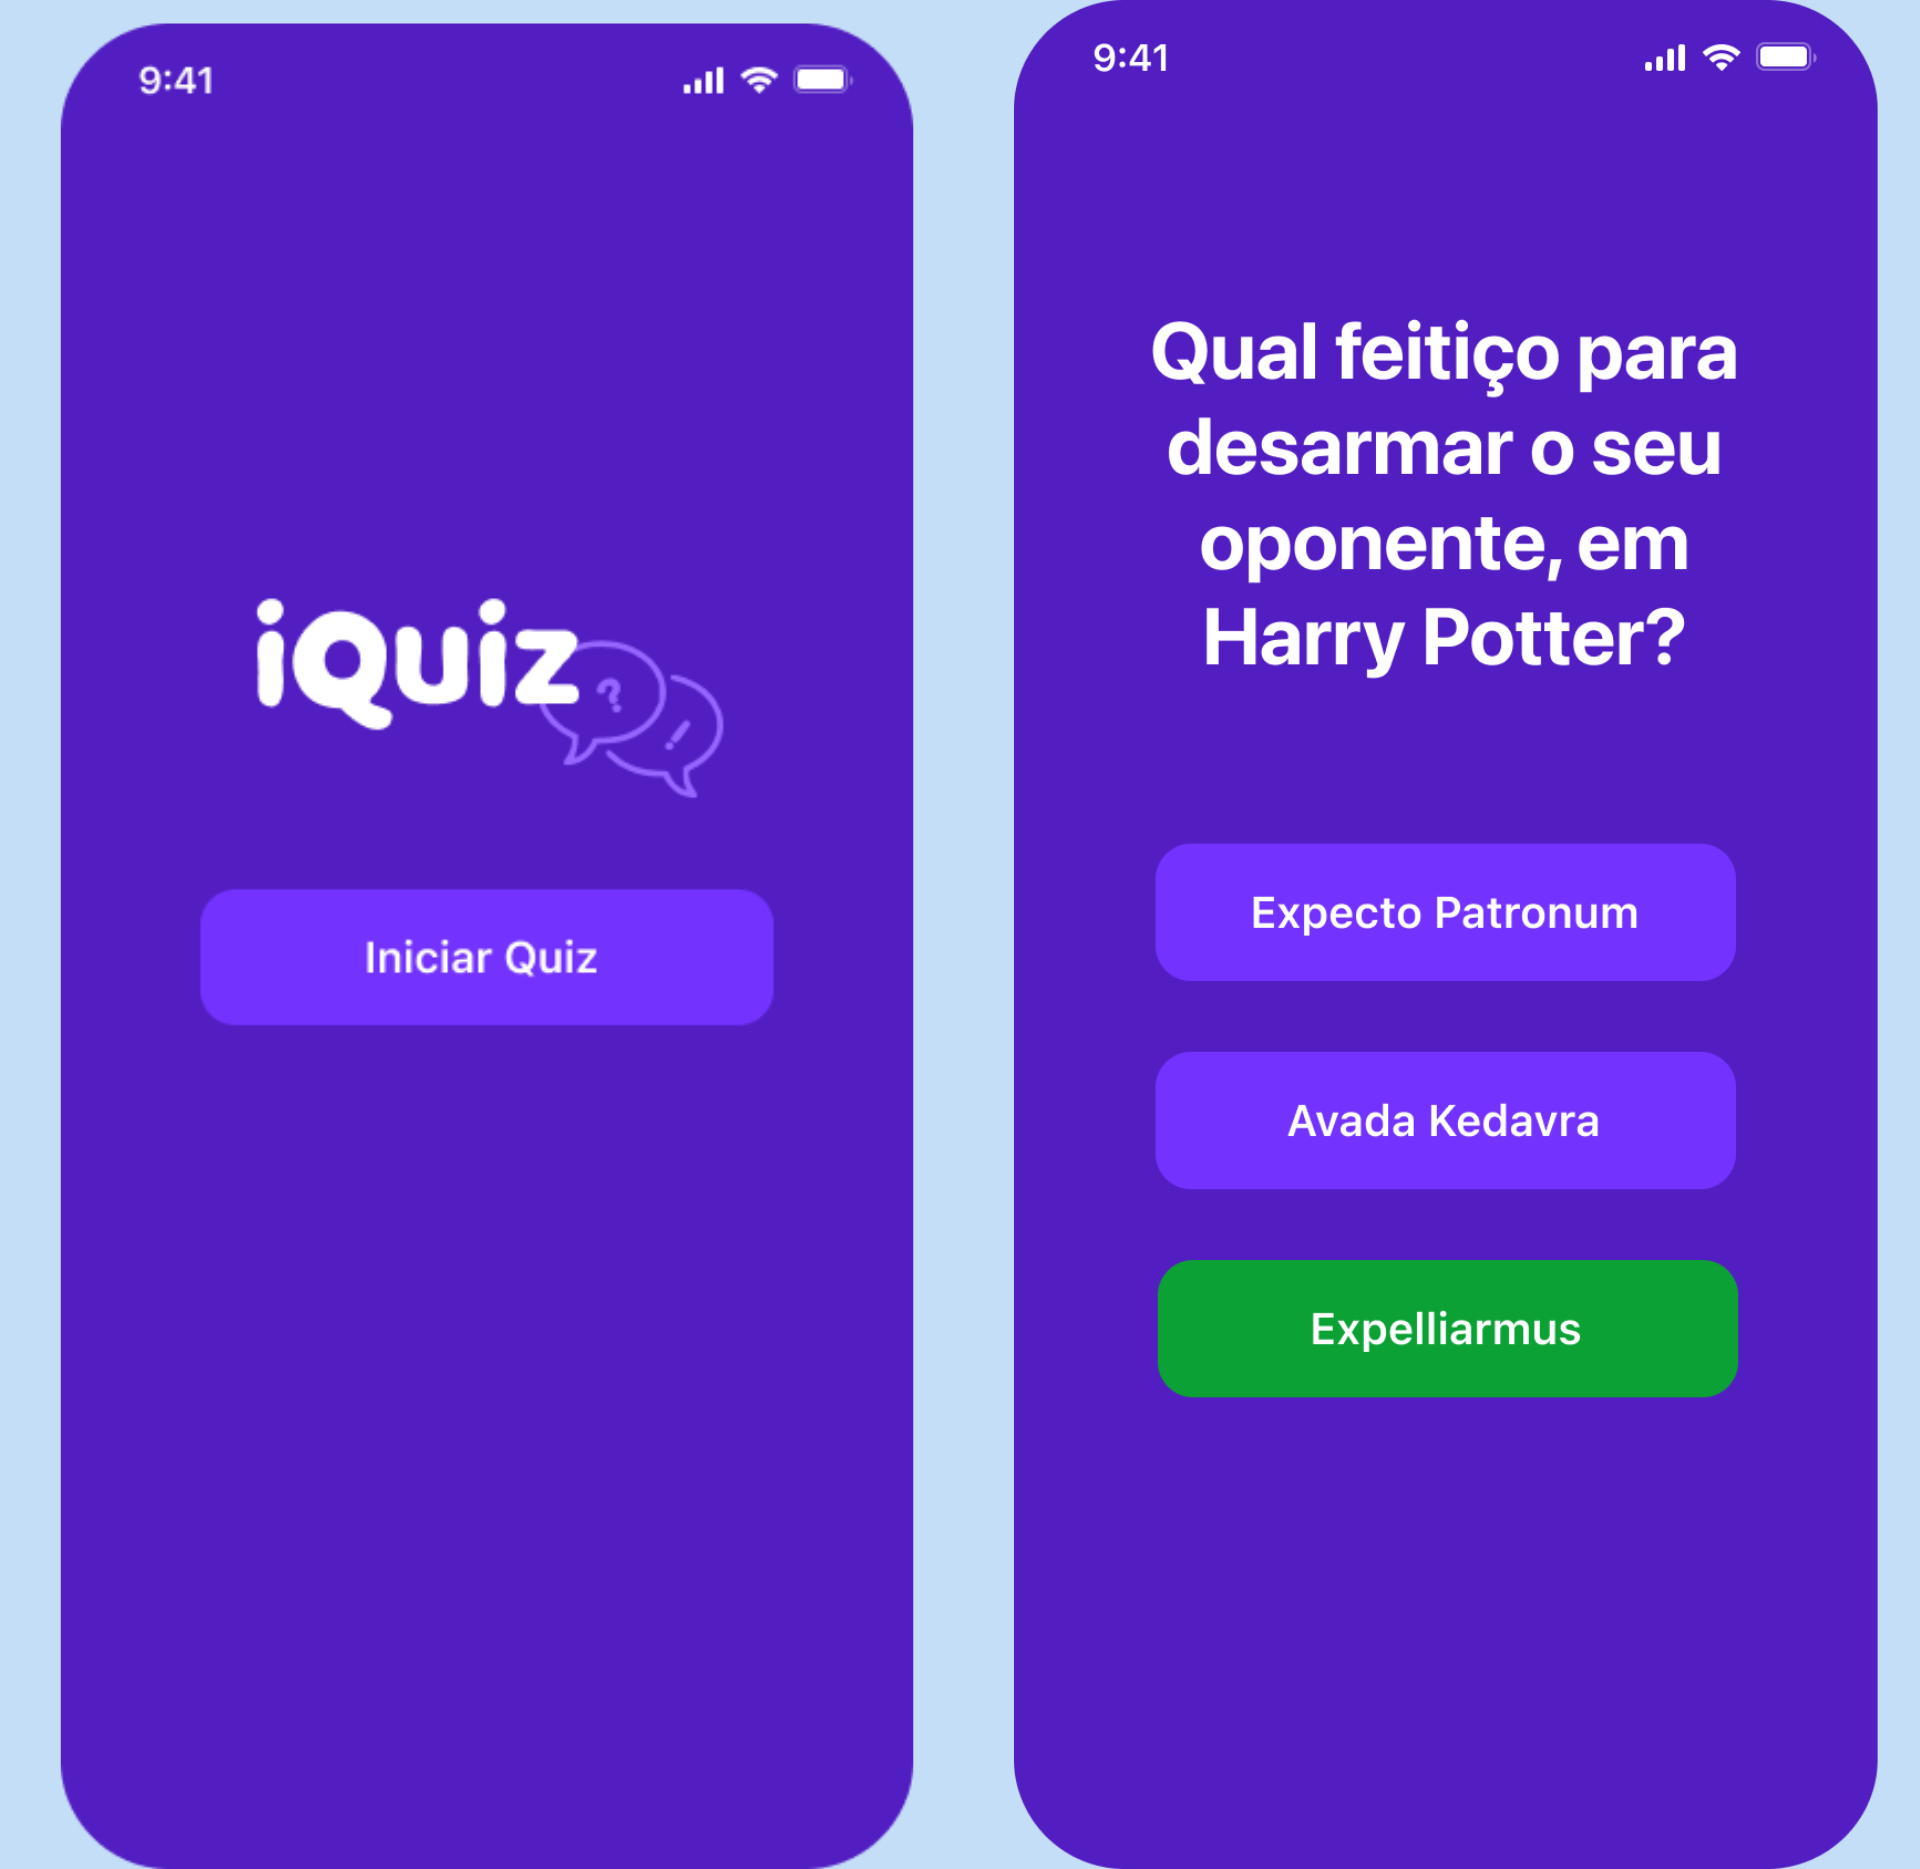 9:41
iQuiz
?
!
Iniciar Quiz
9:41
Qual feitiço para
desarmar o seu
oponente, em
Harry Potter?
Expecto Patronum
Avada Kedavra
Expelliarmus